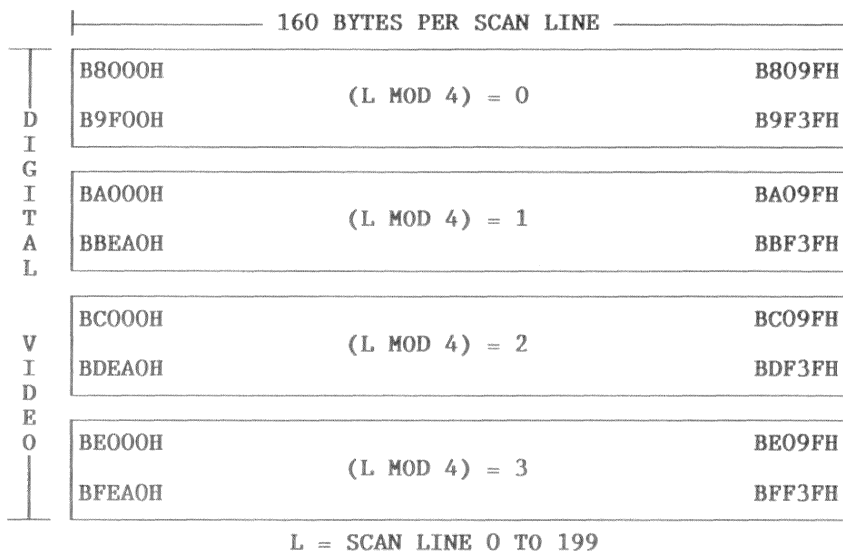 160 BYTES PER SCAN LINE
DIGITAL VIDEO
B8000H B809FH
(L MOD 4) = 0
B9F00H B9F3FH
BA000H BA09FH
(L MOD 4) = 1
BBEA0H BBF3FH
BC000H BC09FH
(L MOD 4) = 2
BDEA0H BDF3FH
BE000H BE09FH
(L MOD 4) = 3
BFEA0H BFF3FH
L = SCAN LINE 0 TO 199